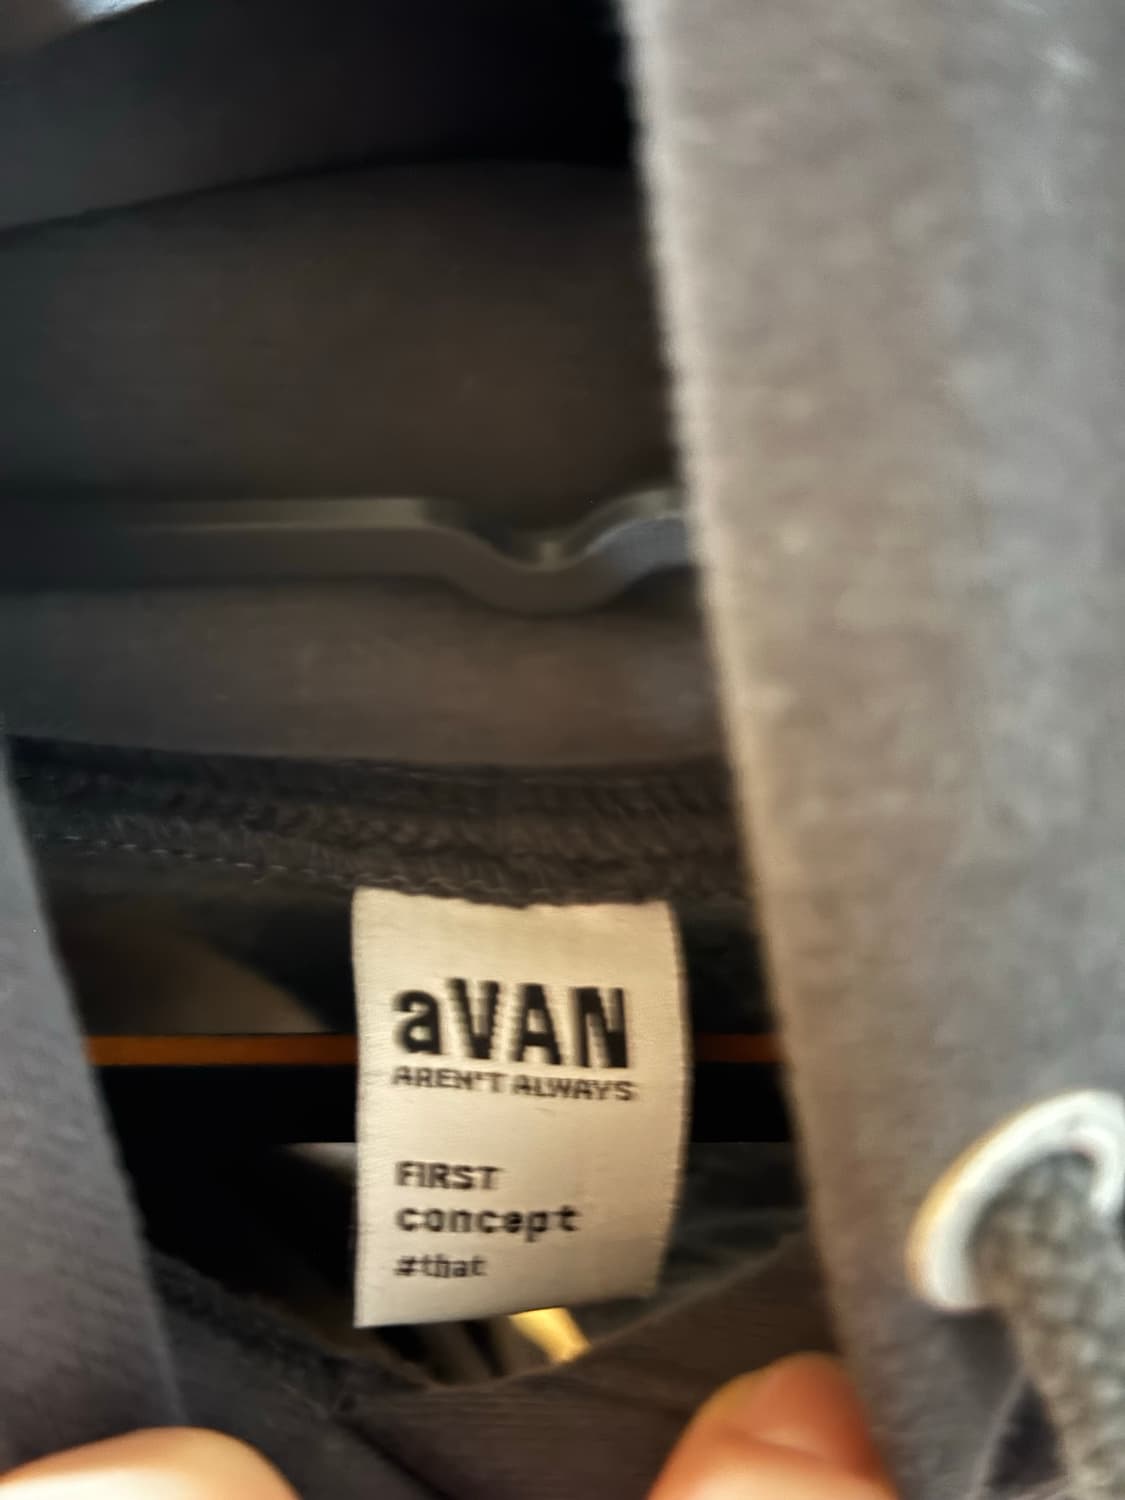 aVAN
AREN'T ALWAYS
FIRST
concept
#that